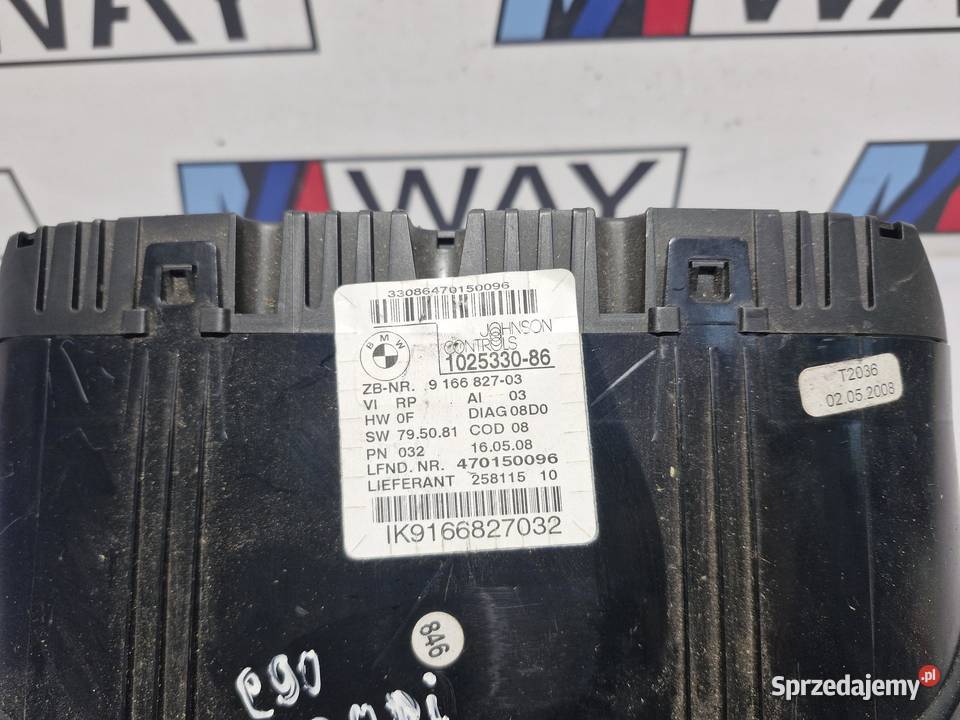 WAY
WAY
WAY
33086470150096
BMW
JOHNSON
CONTROLS
1025330-86
ZB-NR. 9 166 827-03
VI RP AI 03
HW 0F DIAG 08D0
SW 79.50.81 COD 08
PN 032 16.05.08
LFND. NR. 470150096
LIEFERANT 258115 10
IK9166827032
T2036
02.05.2008
846
e90
Sprzedajemy.pl